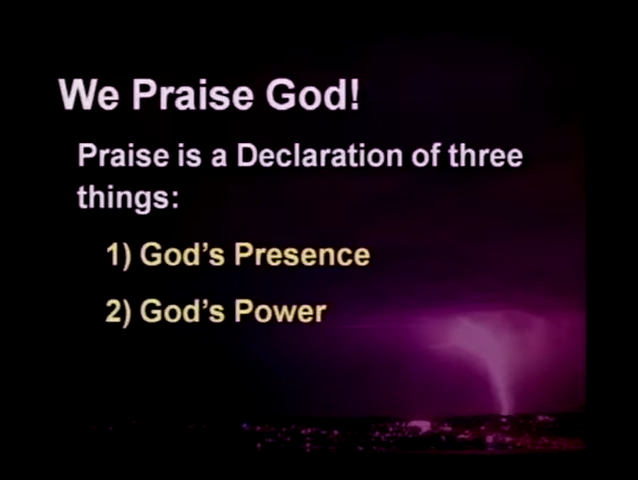 We Praise God!
Praise is a Declaration of three
things:
1) God's Presence
2) God's Power